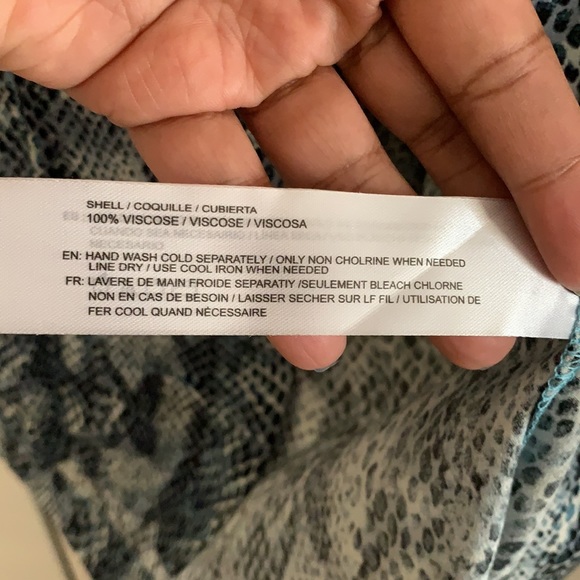 SHELL / COQUILLE / CUBIERTA
100% VISCOSE / VISCOSE / VISCOSA
EN: HAND WASH COLD SEPARATELY / ONLY NON CHOLRINE WHEN NEEDED
LINE DRY / USE COOL IRON WHEN NEEDED
FR: LAVERE DE MAIN FROIDE SEPARATIY /SEULEMENT BLEACH CHLORNE
NON EN CAS DE BESOIN / LAISSER SECHER SUR LF FIL / UTILISATION DE
FER COOL QUAND NÉCESSAIRE